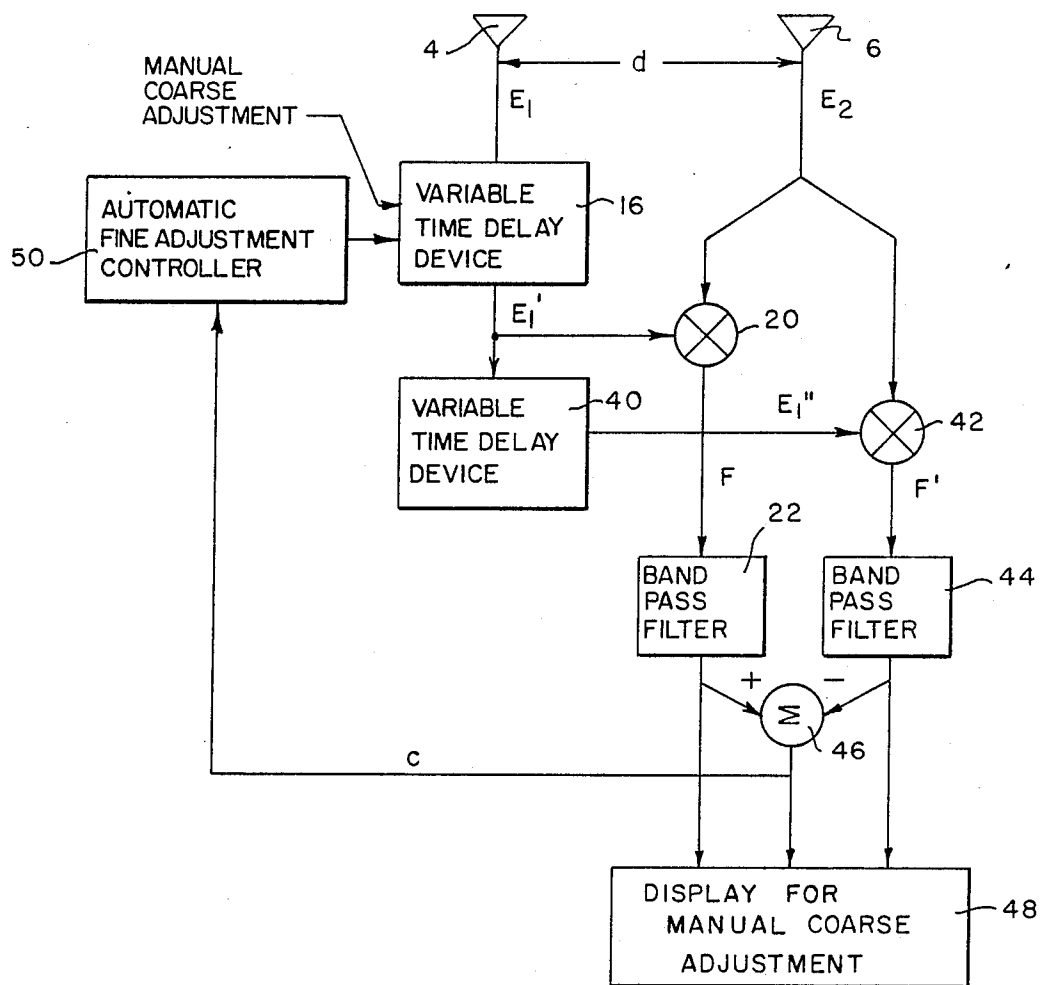 4
6
d
MANUAL
COARSE
ADJUSTMENT
E₁
E₂
VARIABLE
TIME DELAY
DEVICE
16
AUTOMATIC
FINE ADJUSTMENT
CONTROLLER
50
E₁'
20
VARIABLE
TIME DELAY
DEVICE
40
E₁"
42
F
F'
22
BAND
PASS
FILTER
BAND
PASS
FILTER
44
+
−
Σ
46
C
DISPLAY FOR
MANUAL COARSE
ADJUSTMENT
48